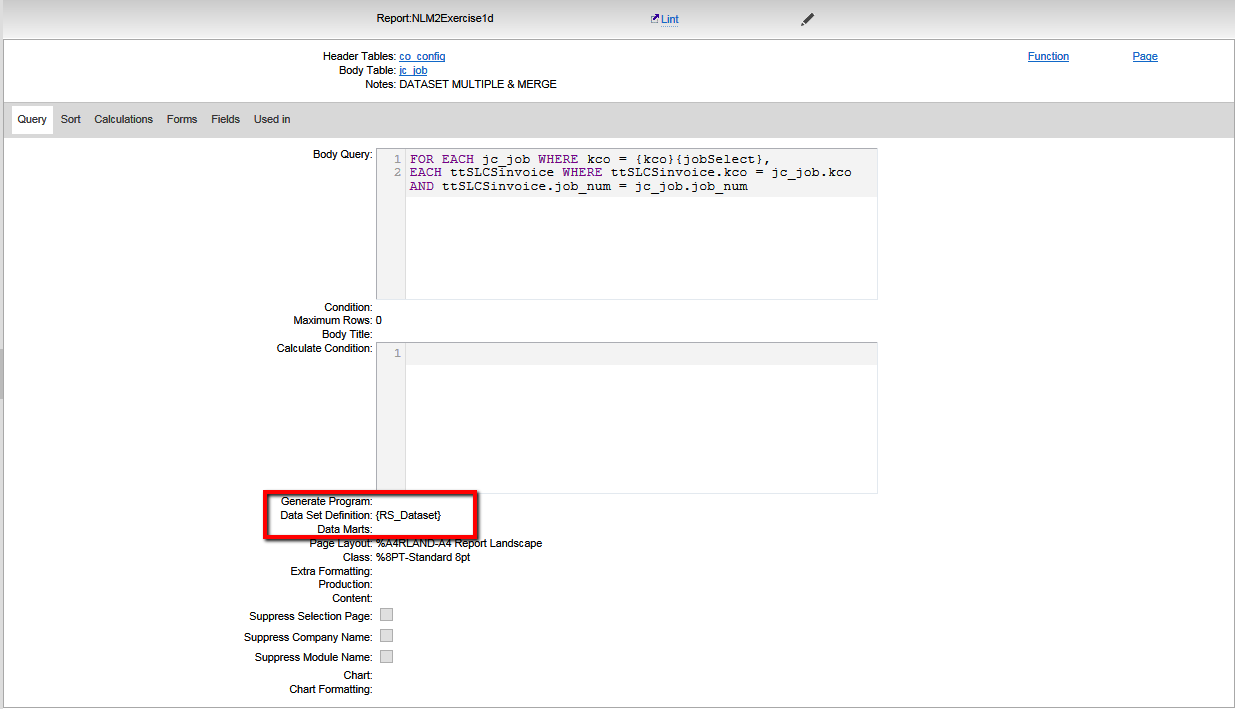 Report:NLM2Exercise1d Lint
Header Tables: co_config Function Page
Body Table: jc_job
Notes: DATASET MULTIPLE & MERGE
Query Sort Calculations Forms Fields Used in
Body Query:
1 FOR EACH jc_job WHERE kco = {kco}{jobSelect},
2 EACH ttSLCSinvoice WHERE ttSLCSinvoice.kco = jc_job.kco
AND ttSLCSinvoice.job_num = jc_job.job_num
Condition:
Maximum Rows: 0
Body Title:
Calculate Condition: 1
Generate Program:
Data Set Definition: {RS_Dataset}
Data Marts:
Page Layout: %A4RLAND-A4 Report Landscape
Class: %8PT-Standard 8pt
Extra Formatting:
Production:
Content:
Suppress Selection Page:
Suppress Company Name:
Suppress Module Name:
Chart:
Chart Formatting: